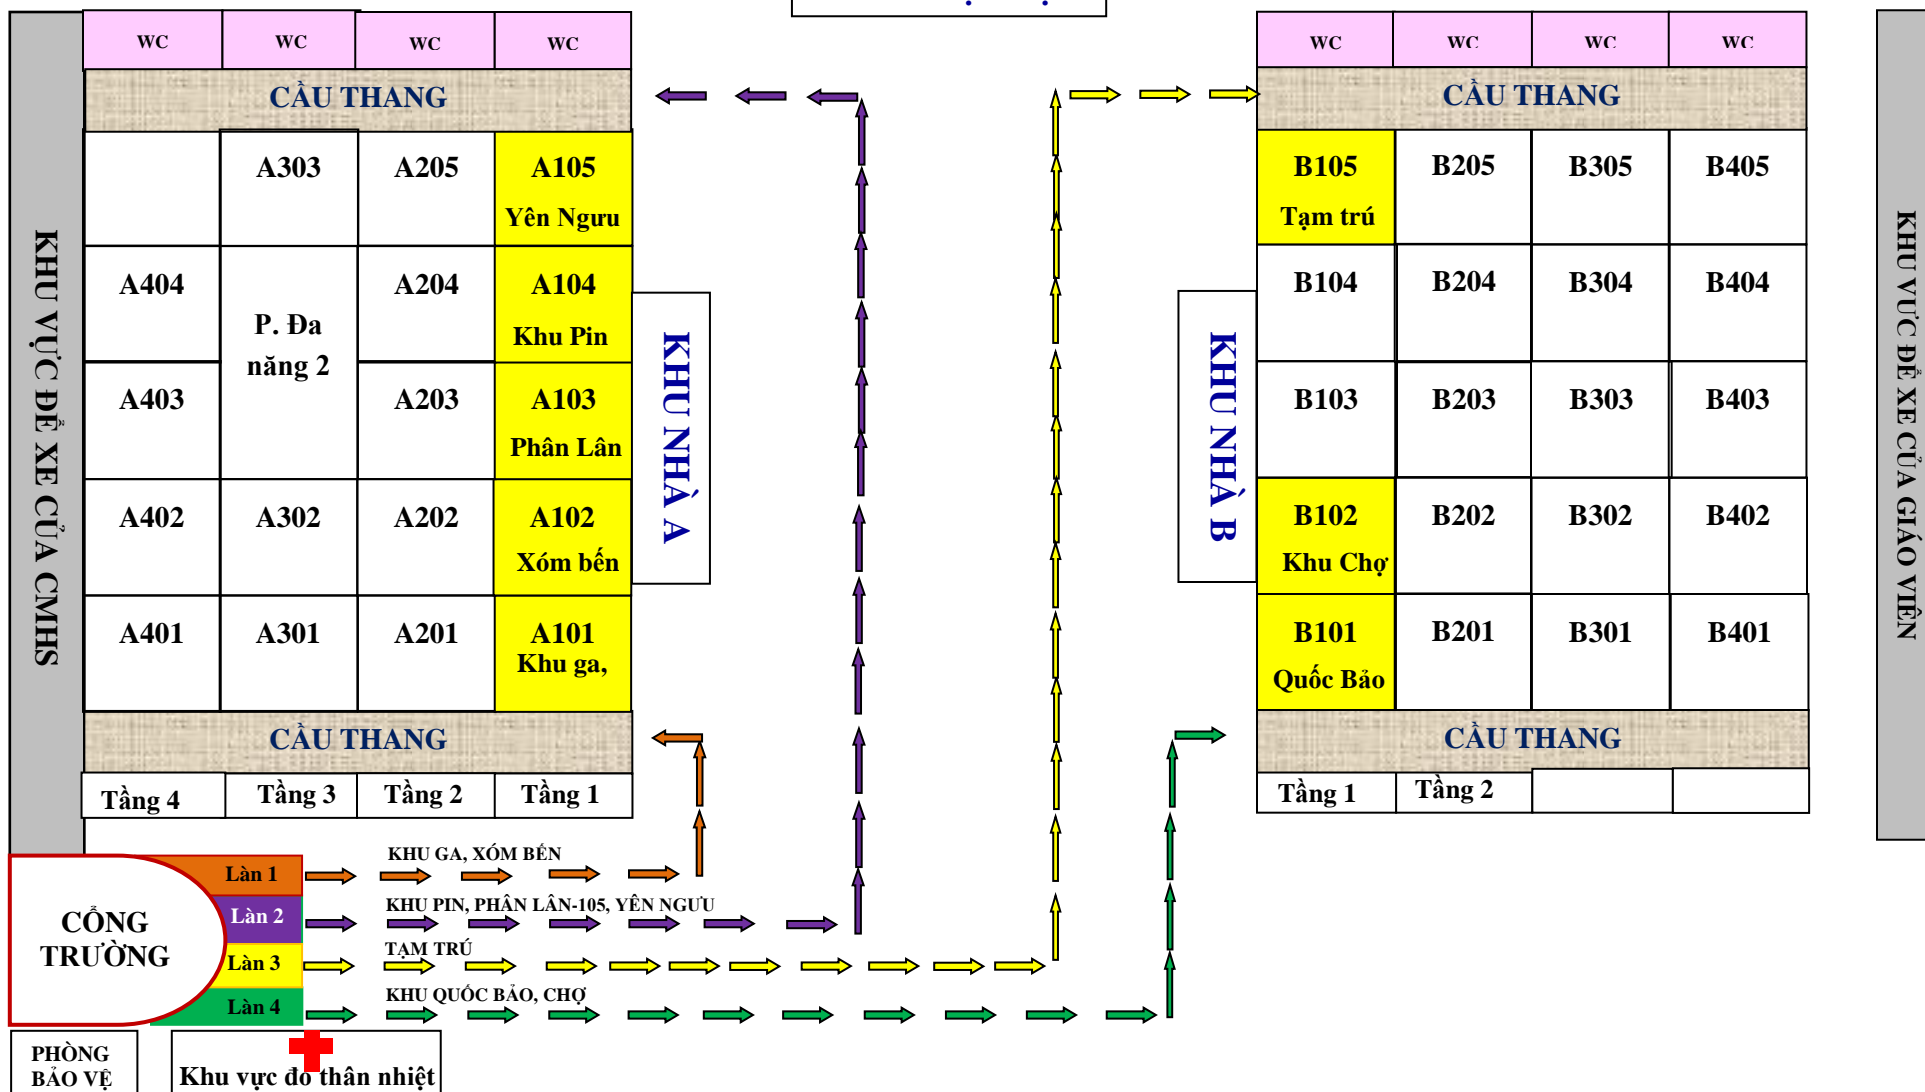 WC
WC
WC
WC
WC
WC
WC
WC
CẦU THANG
CẦU THANG
A303
A205
A105
Yên Ngưu
B105
Tạm trú
B205
B305
B405
A404
P. Đa
năng 2
A204
A104
Khu Pin
B104
B204
B304
B404
A403
A203
A103
Phân Lân
B103
B203
B303
B403
A402
A302
A202
A102
Xóm bến
B102
Khu Chợ
B202
B302
B402
A401
A301
A201
A101
Khu ga,
B101
Quốc Bảo
B201
B301
B401
KHU VỰC ĐỂ XE CỦA CMHS
KHU NHÀ A
KHU NHÀ B
KHU VỰC ĐỂ XE CỦA GIÁO VIÊN
CẦU THANG
CẦU THANG
Tầng 4
Tầng 3
Tầng 2
Tầng 1
Tầng 1
Tầng 2
CỔNG
TRƯỜNG
Làn 1
KHU GA, XÓM BẾN
Làn 2
KHU PIN, PHÂN LÂN-105, YÊN NGƯU
Làn 3
TẠM TRÚ
Làn 4
KHU QUỐC BẢO, CHỢ
PHÒNG
BẢO VỆ
Khu vực đo thân nhiệt